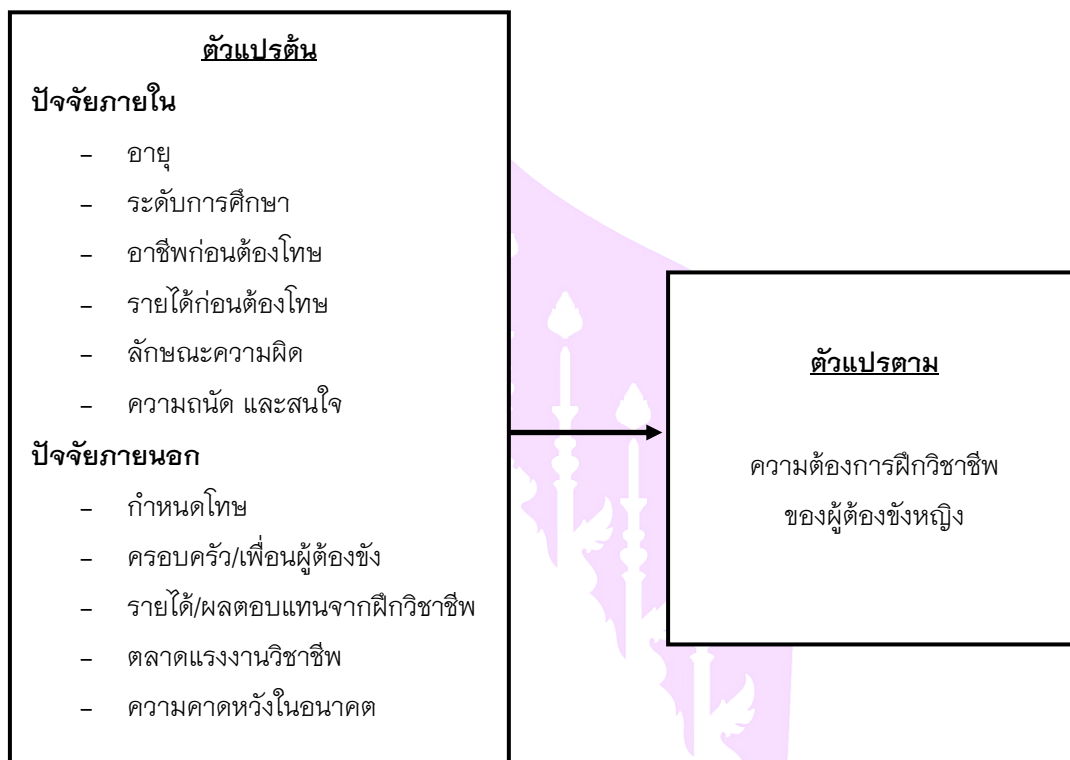 ตัวแปรต้น
ปัจจัยภายใน
– อายุ
– ระดับการศึกษา
– อาชีพก่อนต้องโทษ
– รายได้ก่อนต้องโทษ
– ลักษณะความผิด
– ความถนัด และสนใจ
ปัจจัยภายนอก
– กำหนดโทษ
– ครอบครัว/เพื่อนผู้ต้องขัง
– รายได้/ผลตอบแทนจากฝึกวิชาชีพ
– ตลาดแรงงานวิชาชีพ
– ความคาดหวังในอนาคต
ตัวแปรตาม
ความต้องการฝึกวิชาชีพ
ของผู้ต้องขังหญิง